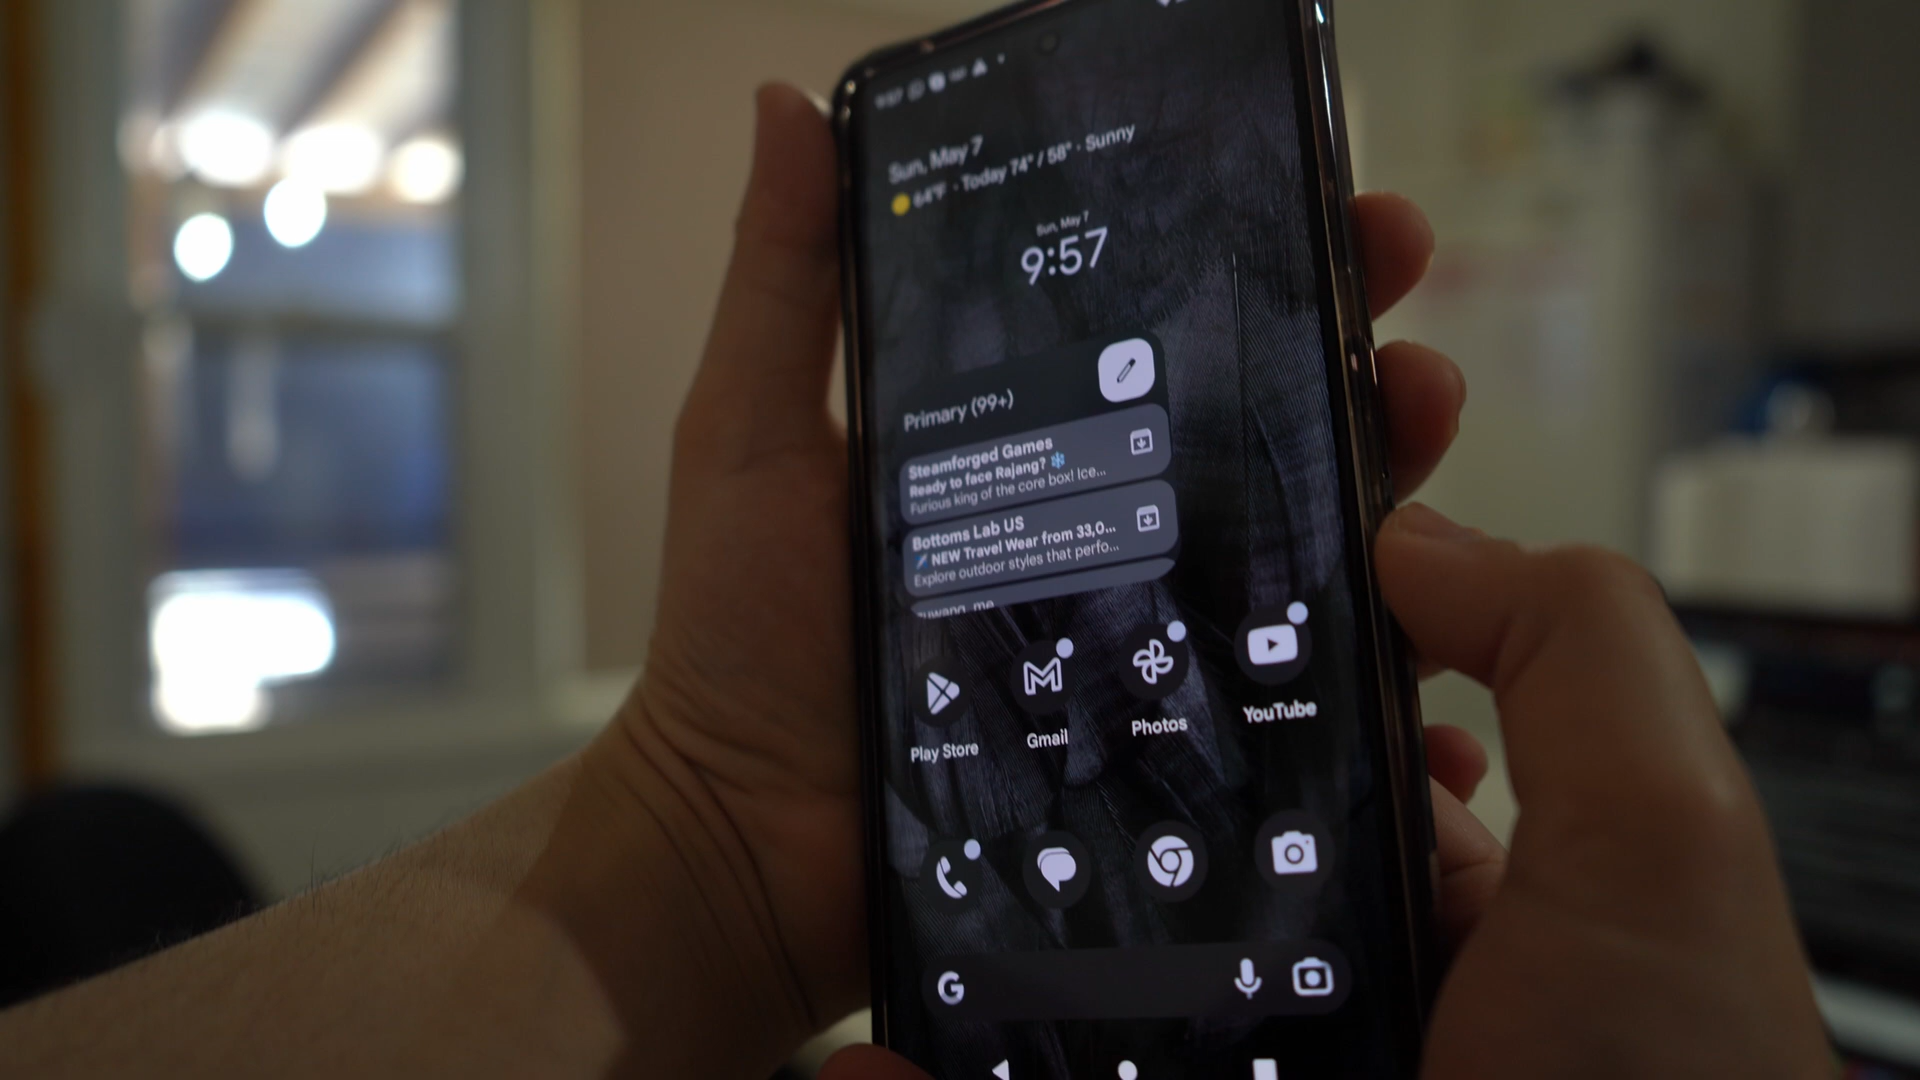 9:57
Sun, May 7
64°F · Today 74° / 58° · Sunny
Sun, May 7
9:57
Primary (99+)
Steamforged Games
Ready to face Rajang? ❄️
Furious king of the core box! Ice...
Bottoms Lab US
NEW Travel Wear from 33,0...
Explore outdoor styles that perfo...
Play Store
Gmail
Photos
YouTube
G